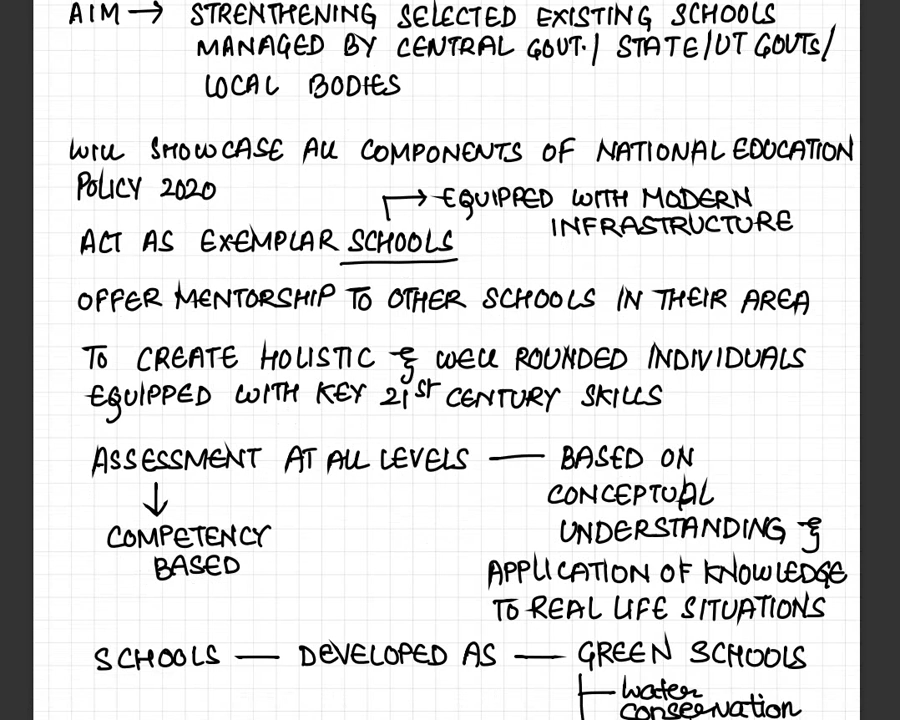 AIM → STRENTHENING SELECTED EXISTING SCHOOLS
MANAGED BY CENTRAL GOVT. / STATE/UT GOVTS/
LOCAL BODIES
WILL SHOWCASE ALL COMPONENTS OF NATIONAL EDUCATION
POLICY 2020
→ EQUIPPED WITH MODERN
INFRASTRUCTURE
ACT AS EXEMPLAR SCHOOLS
OFFER MENTORSHIP TO OTHER SCHOOLS IN THEIR AREA
TO CREATE HOLISTIC & WELL ROUNDED INDIVIDUALS
EQUIPPED WITH KEY 21st CENTURY SKILLS
ASSESSMENT AT ALL LEVELS — BASED ON
CONCEPTUAL
↓
COMPETENCY
BASED
UNDERSTANDING &
APPLICATION OF KNOWLEDGE
TO REAL LIFE SITUATIONS
SCHOOLS — DEVELOPED AS — GREEN SCHOOLS
water
conservation